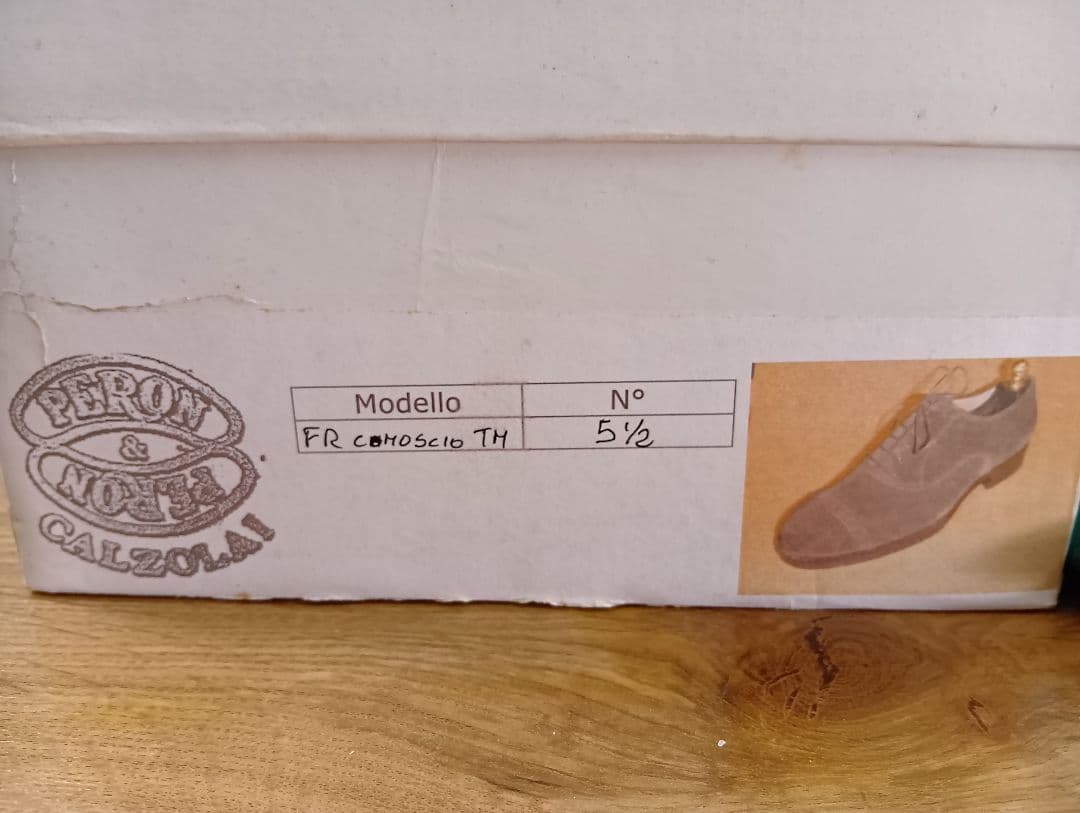 PERON
&
PERON
CALZOLAI
Modello
N°
FR CAMOSCIO TM
5½